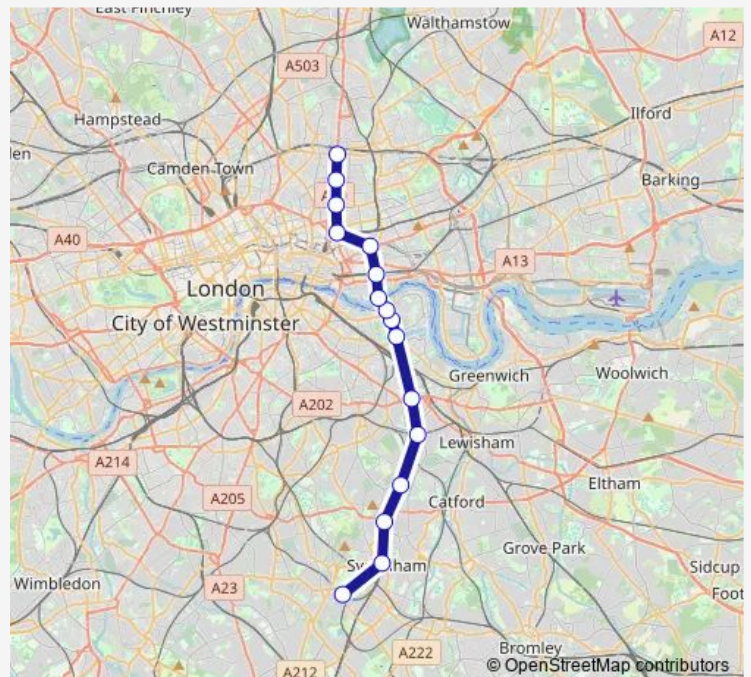 East Finchley
Walthamstow
A12
A503
Hampstead
Ilford
Camden Town
Barking
A40
A13
London
City of Westminster
Greenwich
Woolwich
A202
Lewisham
A214
Eltham
A205
Catford
Grove Park
Sidcup
Wimbledon
A23
A222
Bromley
A212
© OpenStreetMap contributors